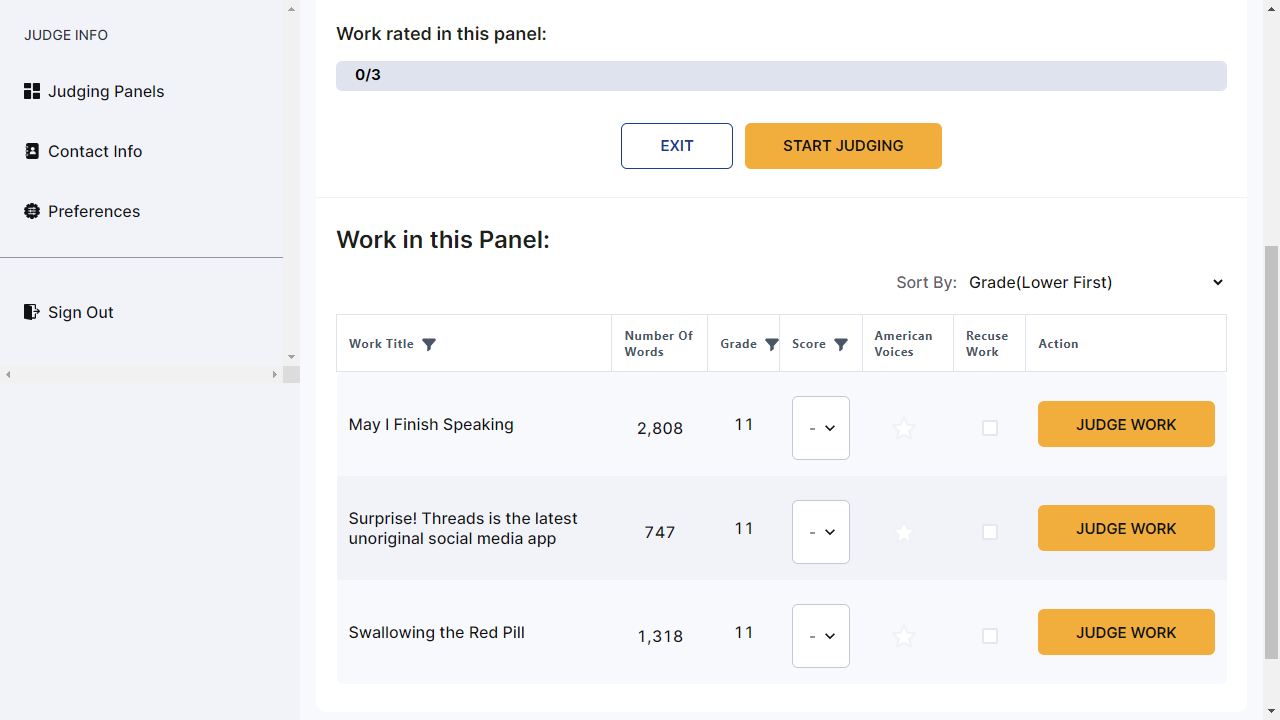 JUDGE INFO
Judging Panels
Contact Info
Preferences
Sign Out
Work rated in this panel:
0/3
EXIT
START JUDGING
Work in this Panel:
Sort By: Grade(Lower First)
Work Title
Number Of
Words
Grade
Score
American
Voices
Recuse
Work
Action
May I Finish Speaking
2,808
11
-
JUDGE WORK
Surprise! Threads is the latest
unoriginal social media app
747
11
-
JUDGE WORK
Swallowing the Red Pill
1,318
11
-
JUDGE WORK